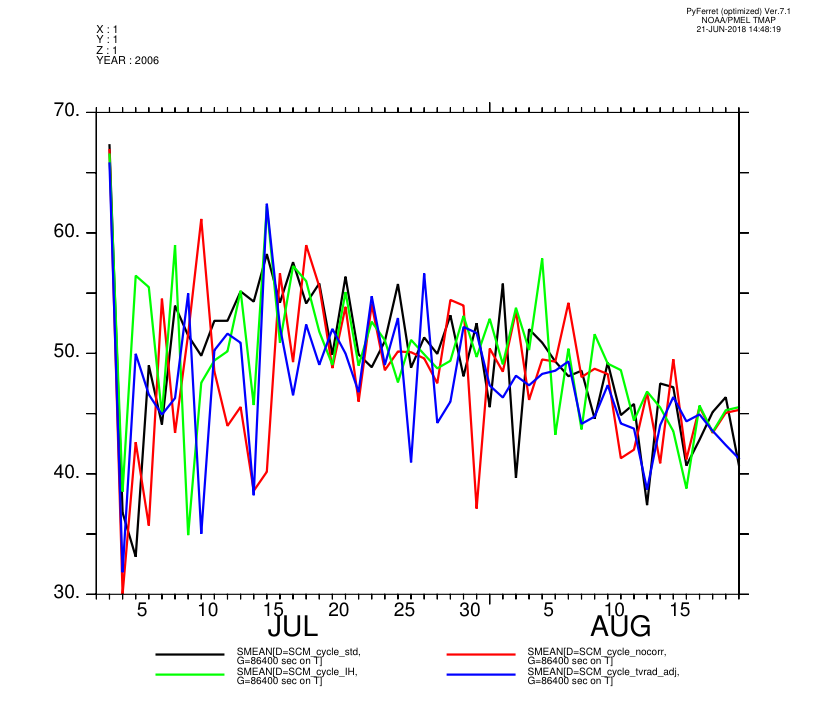 PyFerret (optimized) Ver.7.1
NOAA/PMEL TMAP
21-JUN-2018 14:48:19
X : 1
Y : 1
Z : 1
YEAR : 2006
70.
60.
50.
40.
30.
5 10 15 20 25 30 5 10 15
JUL AUG
SMEAN[D=SCM_cycle_std,
G=86400 sec on T]
SMEAN[D=SCM_cycle_nocorr,
G=86400 sec on T]
SMEAN[D=SCM_cycle_IH,
G=86400 sec on T]
SMEAN[D=SCM_cycle_tvrad_adj,
G=86400 sec on T]